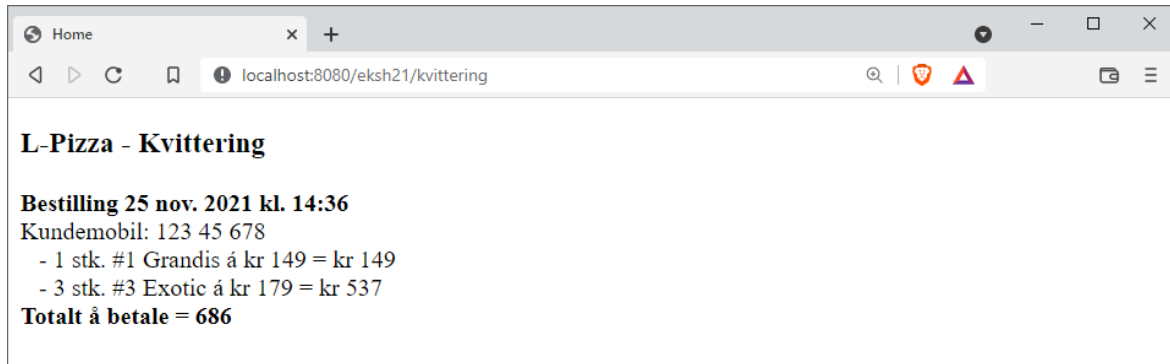 Home
localhost:8080/eksh21/kvittering
L-Pizza - Kvittering
Bestilling 25 nov. 2021 kl. 14:36
Kundemobil: 123 45 678
- 1 stk. #1 Grandis á kr 149 = kr 149
- 3 stk. #3 Exotic á kr 179 = kr 537
Totalt å betale = 686